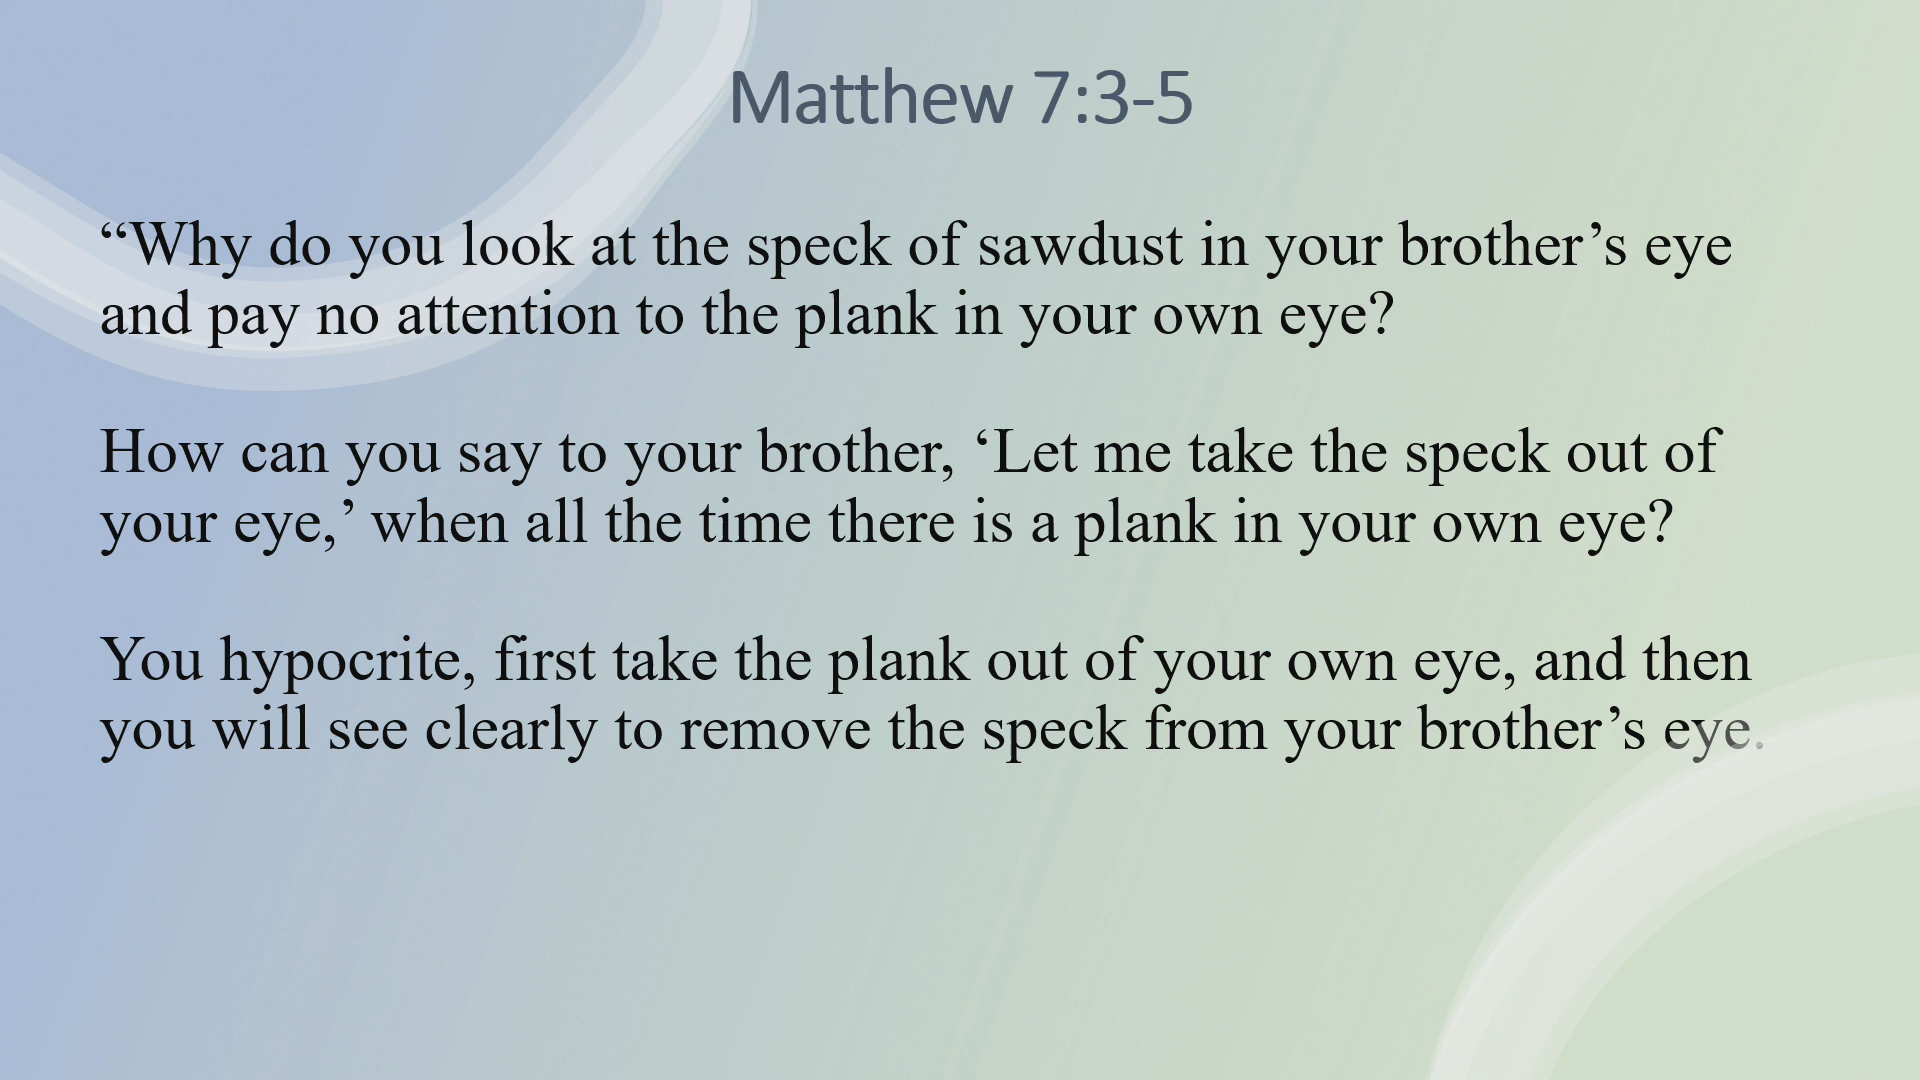 Matthew 7:3-5
“Why do you look at the speck of sawdust in your brother’s eye
and pay no attention to the plank in your own eye?
How can you say to your brother, ‘Let me take the speck out of
your eye,’ when all the time there is a plank in your own eye?
You hypocrite, first take the plank out of your own eye, and then
you will see clearly to remove the speck from your brother’s eye.